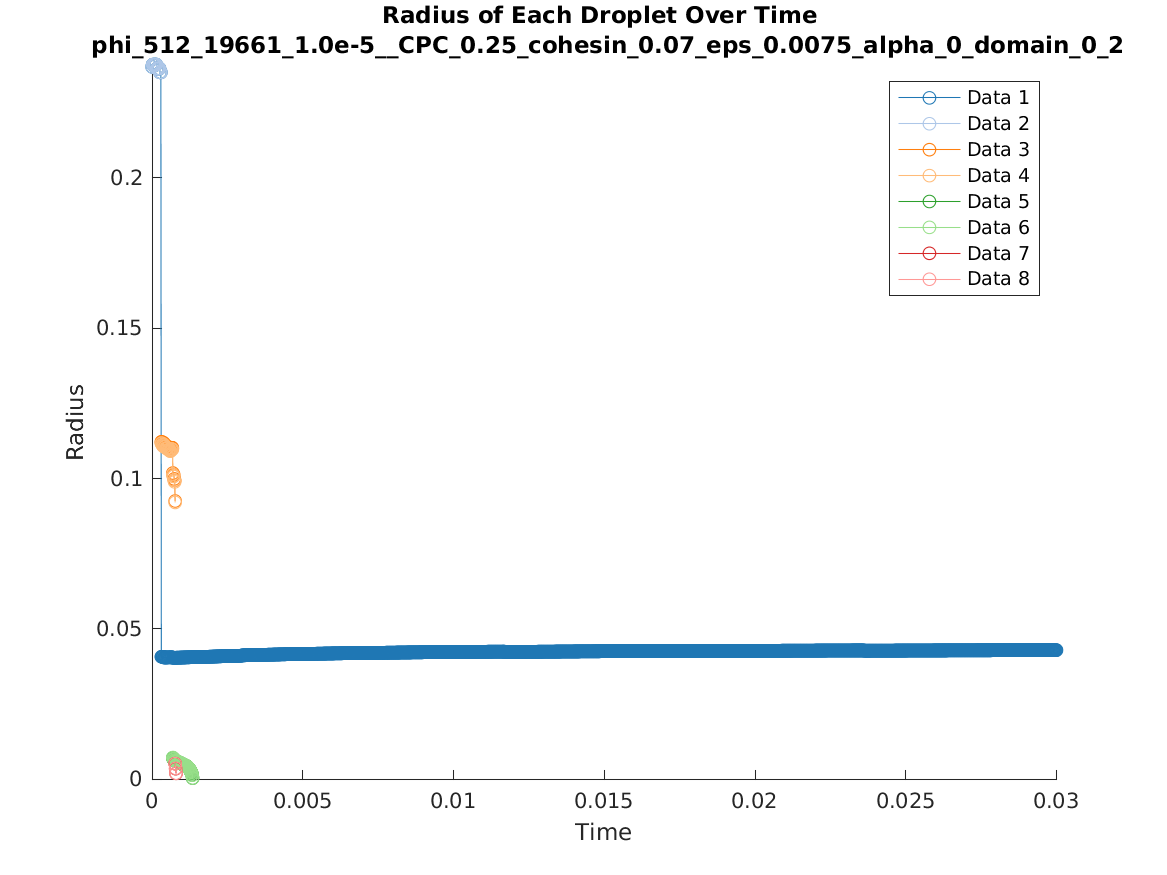 Radius of Each Droplet Over Time
phi_512_19661_1.0e-5__CPC_0.25_cohesin_0.07_eps_0.0075_alpha_0_domain_0_2
Data 1
Data 2
Data 3
Data 4
Data 5
Data 6
Data 7
Data 8
0.2
0.15
0.1
0.05
0
Radius
0
0.005
0.01
0.015
0.02
0.025
0.03
Time